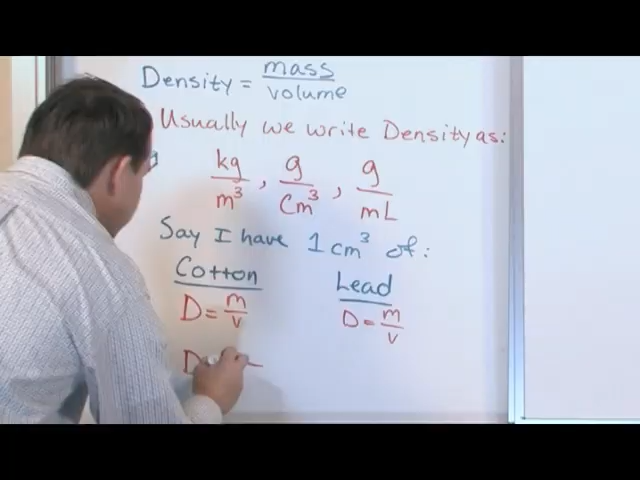 Density = mass/volume
Usually we write Density as:
kg/m³, g/cm³, g/mL
Say I have 1 cm³ of:
Cotton Lead
D = m/v D = m/v
D